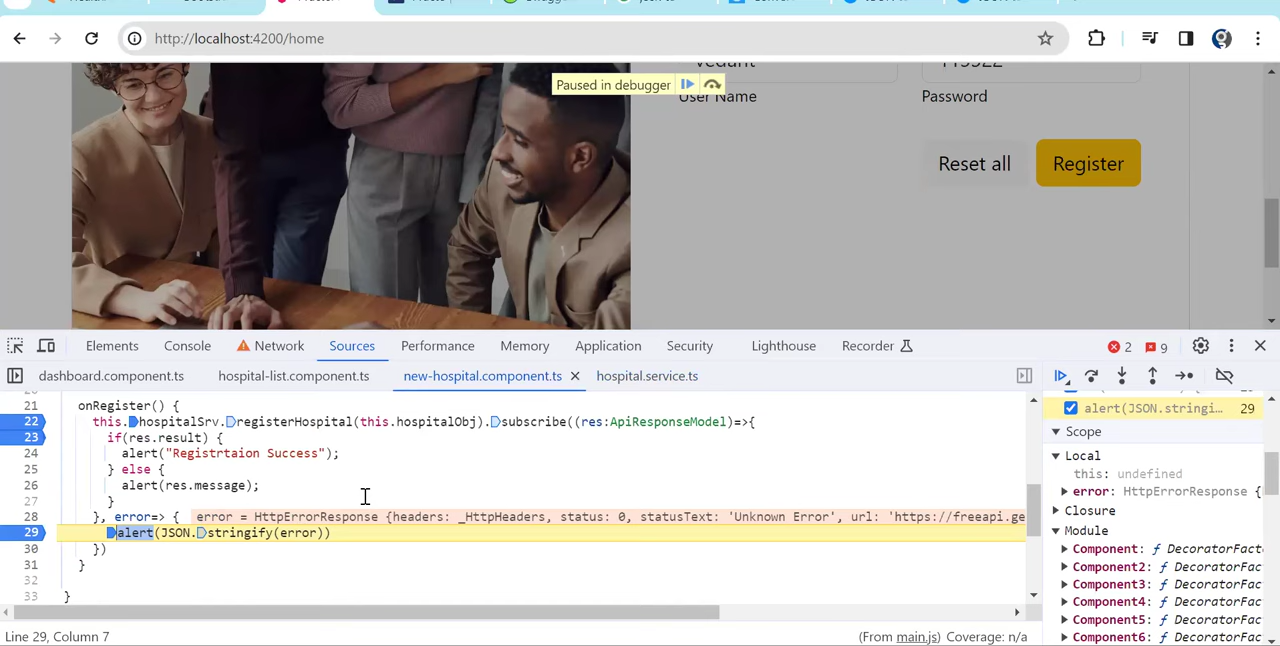 http://localhost:4200/home
Paused in debugger
User Name
Password
Reset all
Register
Elements
Console
Network
Sources
Performance
Memory
Application
Security
Lighthouse
Recorder
2
9
dashboard.component.ts
hospital-list.component.ts
new-hospital.component.ts
hospital.service.ts
21 onRegister() {
22 this.hospitalSrv.registerHospital(this.hospitalObj).subscribe((res:ApiResponseModel)=>{
23 if(res.result) {
24 alert("Registrtaion Success");
25 } else {
26 alert(res.message);
27 }
28 }, error=> { error = HttpErrorResponse {headers: _HttpHeaders, status: 0, statusText: 'Unknown Error', url: 'https://freeapi.ge
29 alert(JSON.stringify(error))
30 })
31 }
32
33 }
Line 29, Column 7
(From main.js) Coverage: n/a
alert(JSON.stringi… 29
Scope
Local
this: undefined
error: HttpErrorResponse {
Closure
Module
Component: ƒ DecoratorFact
Component2: ƒ DecoratorFac
Component3: ƒ DecoratorFac
Component4: ƒ DecoratorFac
Component5: ƒ DecoratorFac
Component6: ƒ DecoratorFac